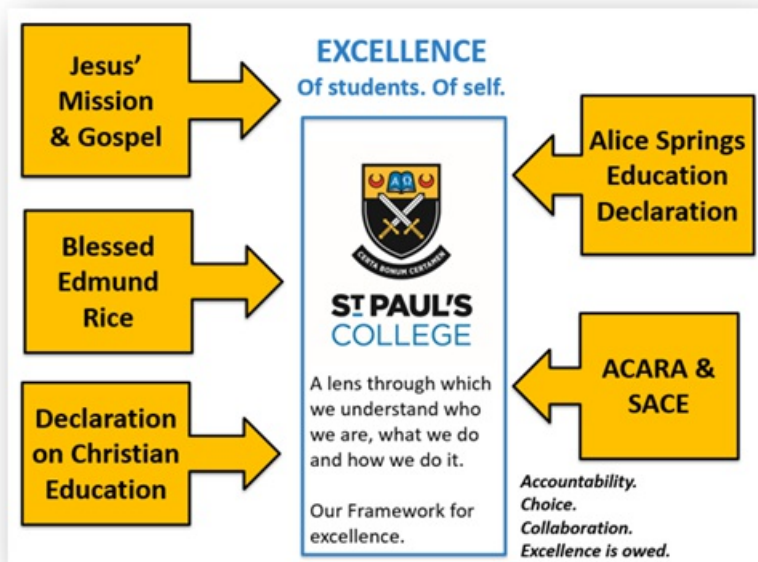 Jesus'
Mission
& Gospel
Blessed
Edmund
Rice
Declaration
on Christian
Education
EXCELLENCE
Of students. Of self.
ΑΩ
CERTA BONUM CERTAMEN
ST PAUL'S
COLLEGE
A lens through which
we understand who
we are, what we do
and how we do it.
Our Framework for
excellence.
Alice Springs
Education
Declaration
ACARA &
SACE
Accountability.
Choice.
Collaboration.
Excellence is owed.